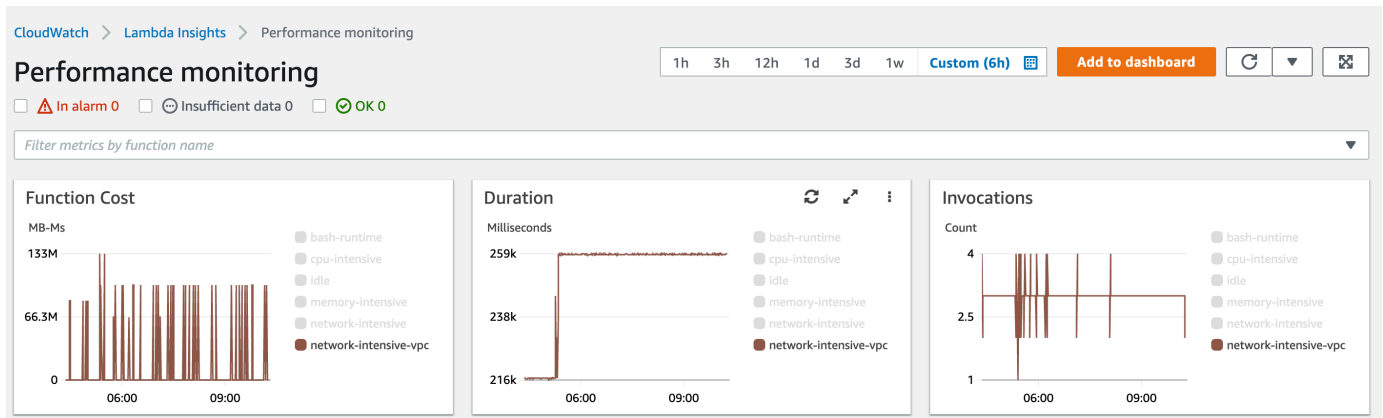 CloudWatch > Lambda Insights > Performance monitoring
Performance monitoring
1h 3h 12h 1d 3d 1w Custom (6h) Add to dashboard
In alarm 0 Insufficient data 0 OK 0
Filter metrics by function name
Function Cost
MB-Ms
133M
66.3M
0
06:00 09:00
bash-runtime
cpu-intensive
idle
memory-intensive
network-intensive
network-intensive-vpc
Duration
Milliseconds
259k
238k
216k
06:00 09:00
bash-runtime
cpu-intensive
idle
memory-intensive
network-intensive
network-intensive-vpc
Invocations
Count
4
2.5
1
06:00 09:00
bash-runtime
cpu-intensive
idle
memory-intensive
network-intensive
network-intensive-vpc